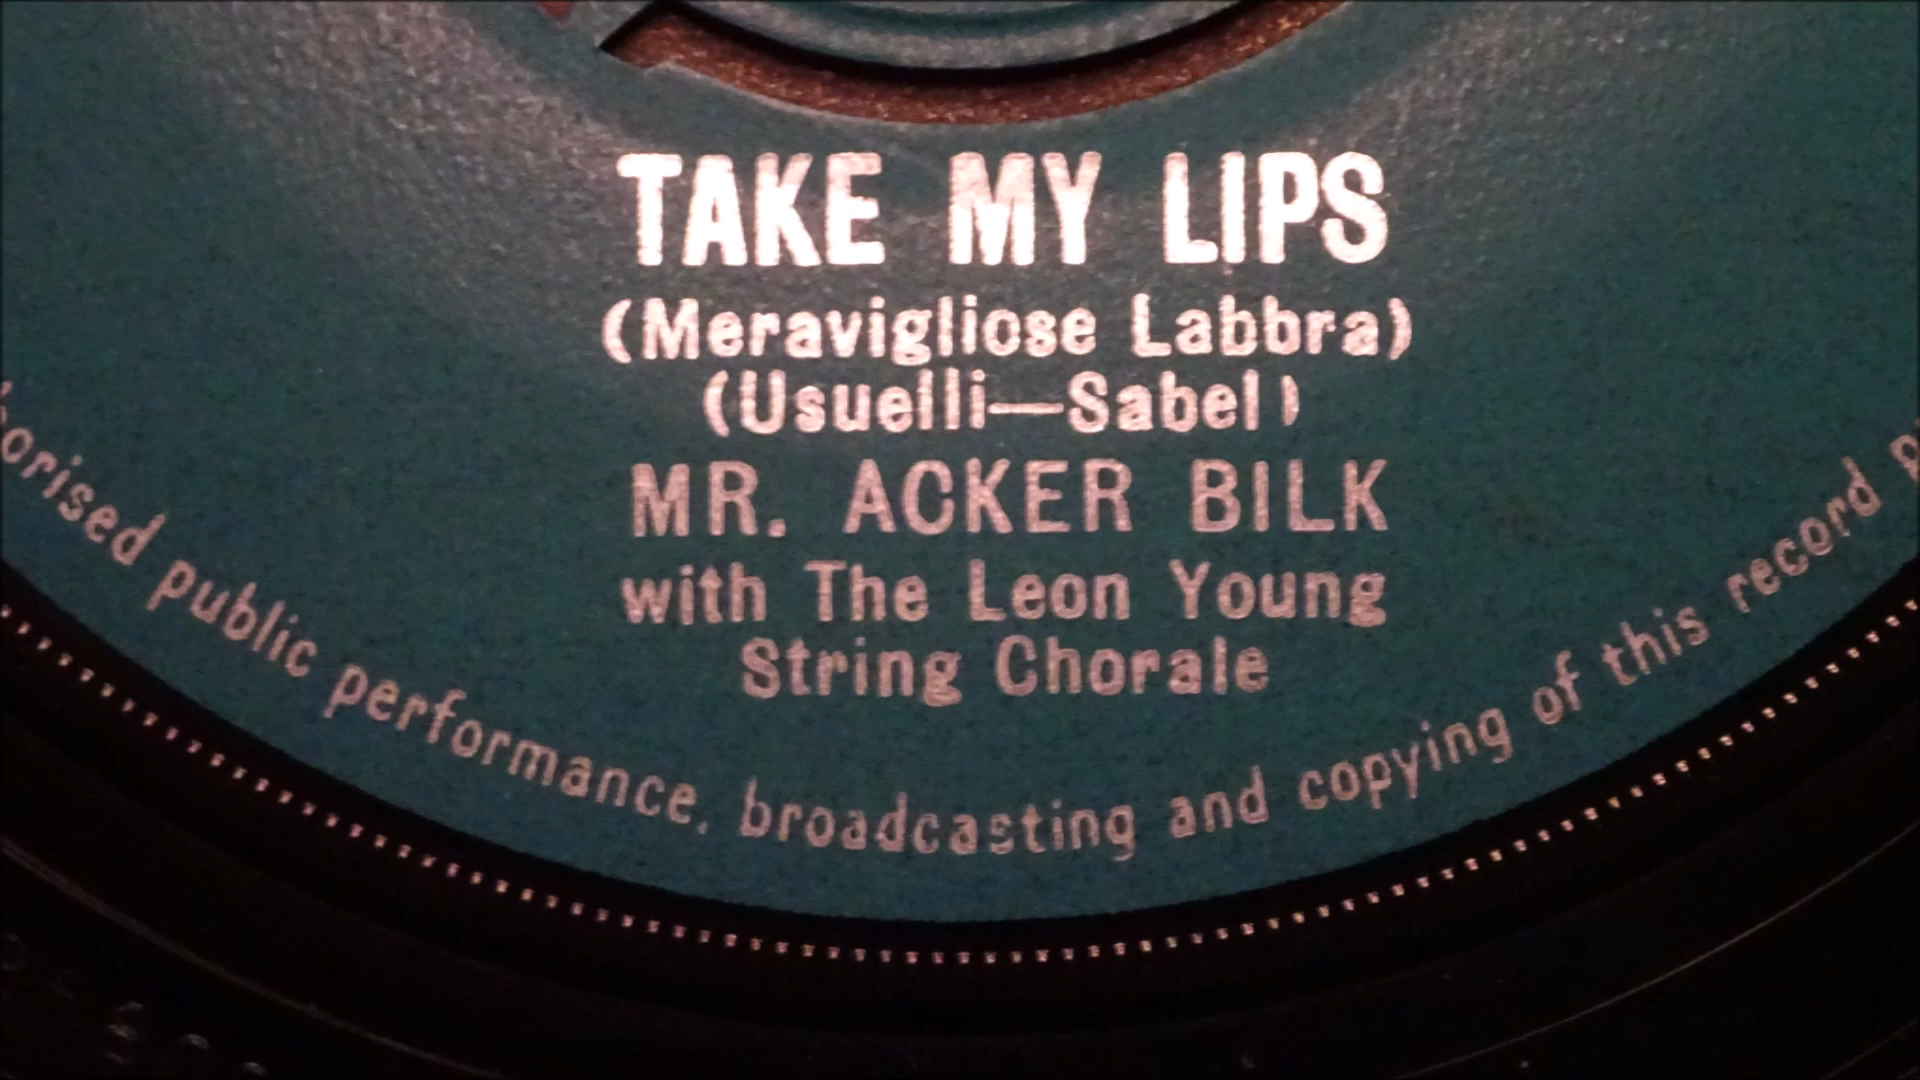 TAKE MY LIPS
(Meravigliose Labbra)
(Usuelli—Sabel)
MR. ACKER BILK
with The Leon Young
String Chorale
orised public performance, broadcasting and copying of this record